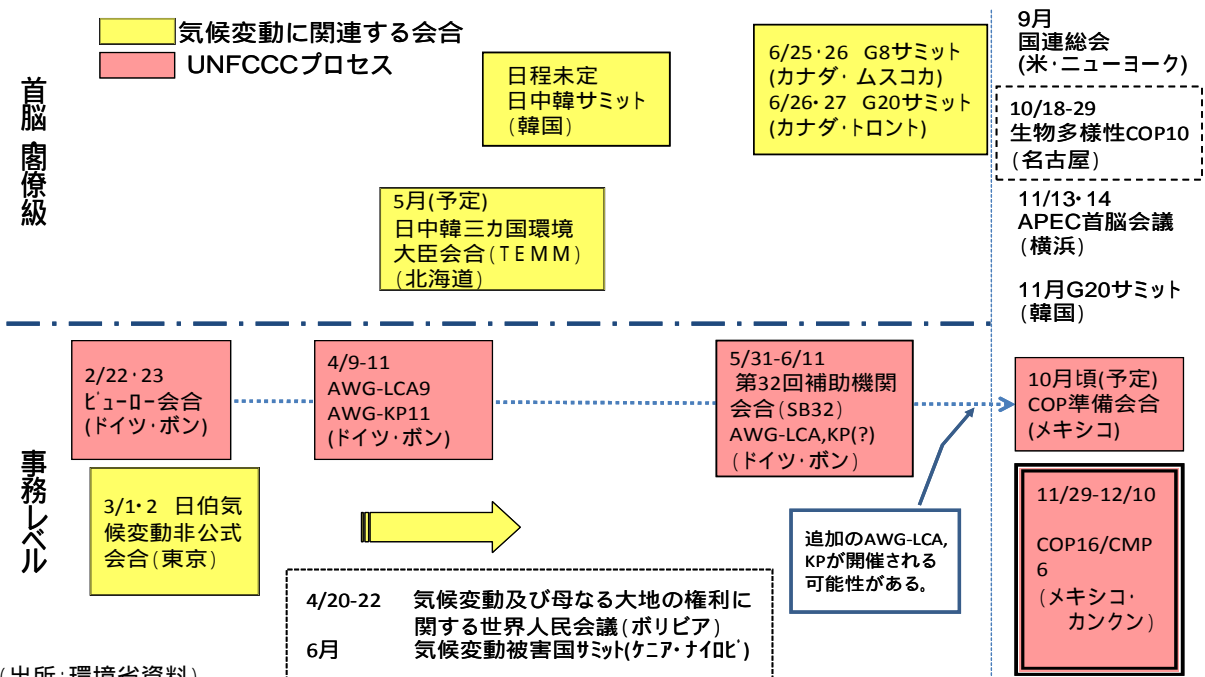 気候変動に関連する会合
UNFCCCプロセス
首脳・閣僚級
日程未定
日中韓サミット
(韓国)
6/25・26 G8サミット
(カナダ・ムスコカ)
6/26・27 G20サミット
(カナダ・トロント)
9月
国連総会
(米・ニューヨーク)
10/18-29
生物多様性COP10
(名古屋)
11/13・14
APEC首脳会議
(横浜)
11月G20サミット
(韓国)
5月(予定)
日中韓三カ国環境
大臣会合(TEMM)
(北海道)
事務レベル
2/22・23
ビューロー会合
(ドイツ・ボン)
4/9-11
AWG-LCA9
AWG-KP11
(ドイツ・ボン)
5/31-6/11
第32回補助機関
会合(SB32)
AWG-LCA,KP(?)
(ドイツ・ボン)
10月頃(予定)
COP準備会合
(メキシコ)
3/1・2 日伯気
候変動非公式
会合(東京)
追加のAWG-LCA,
KPが開催される
可能性がある。
11/29-12/10
COP16/CMP
6
(メキシコ・
カンクン)
4/20-22 気候変動及び母なる大地の権利に
関する世界人民会議(ボリビア)
6月 気候変動被害国サミット(ケニア・ナイロビ)
(出所:環境省資料)